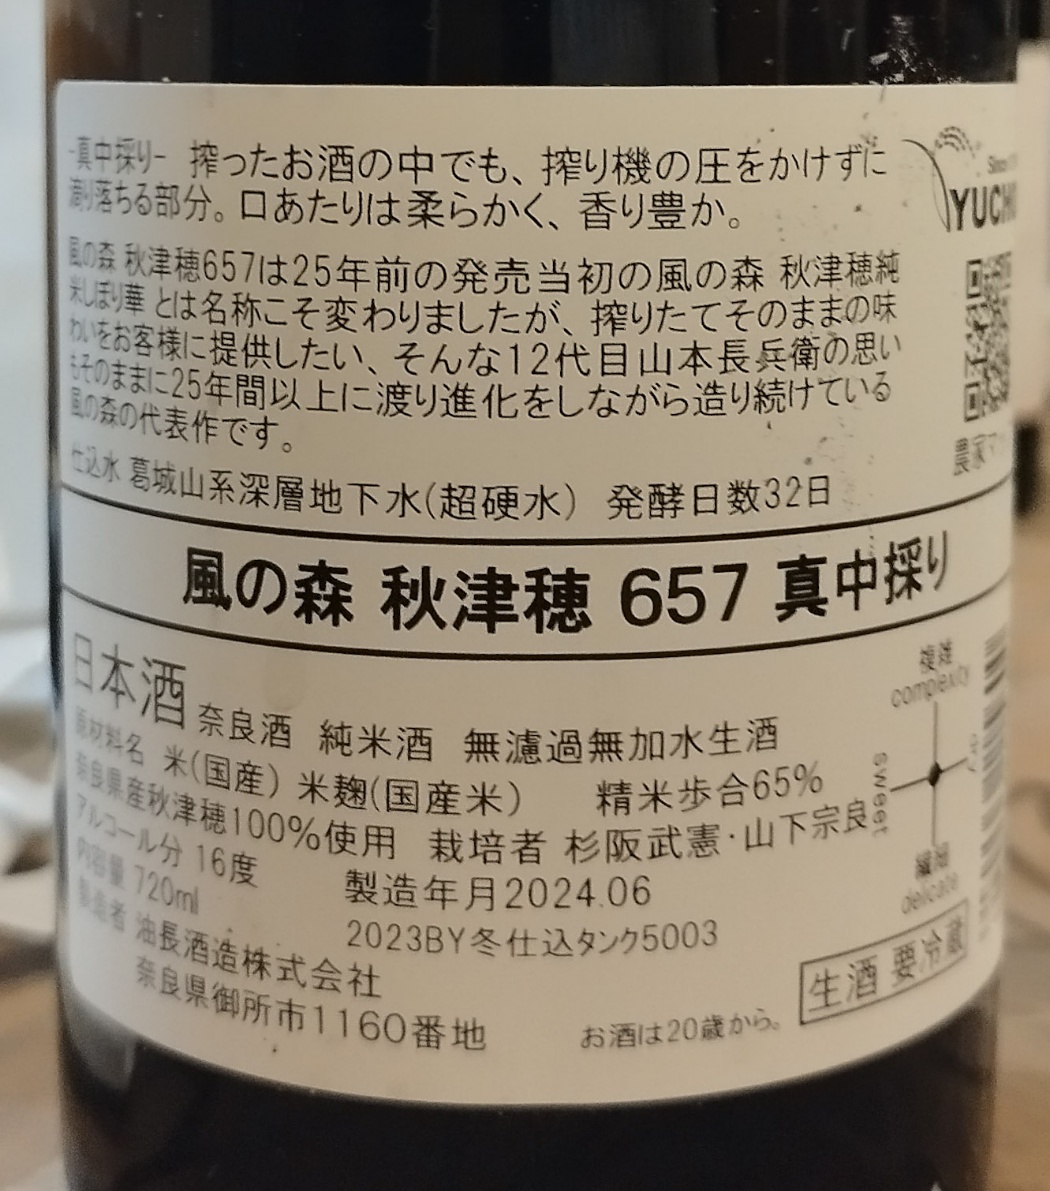 -真中採り- 搾ったお酒の中でも、搾り機の圧をかけずに
滴り落ちる部分。口あたりは柔らかく、香り豊か。
YUCHO
風の森 秋津穂657は25年前の発売当初の風の森 秋津穂純
米しぼり華 とは名称こそ変わりましたが、搾りたてそのままの味
わいをお客様に提供したい、そんな12代目山本長兵衛の思い
もそのままに25年間以上に渡り進化をしながら造り続けている
風の森の代表作です。
農家
仕込水 葛城山系深層地下水(超硬水) 発酵日数32日
風の森 秋津穂 657 真中採り
日本酒 奈良酒 純米酒 無濾過無加水生酒
原材料名 米(国産) 米麹(国産米) 精米歩合65%
奈良県産秋津穂100%使用 栽培者 杉阪武憲・山下宗良
アルコール分 16度
内容量 720ml 製造年月2024.06
製造者 油長酒造株式会社 2023BY冬仕込タンク5003
奈良県御所市1160番地
複雑
complexity
sweet
dry
繊細
delicate
生酒 要冷蔵
お酒は20歳から。